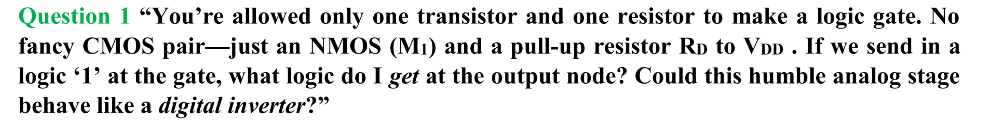 Question 1 “You’re allowed only one transistor and one resistor to make a logic gate. No
fancy CMOS pair—just an NMOS (M1) and a pull-up resistor RD to VDD . If we send in a
logic ‘1’ at the gate, what logic do I get at the output node? Could this humble analog stage
behave like a digital inverter?”